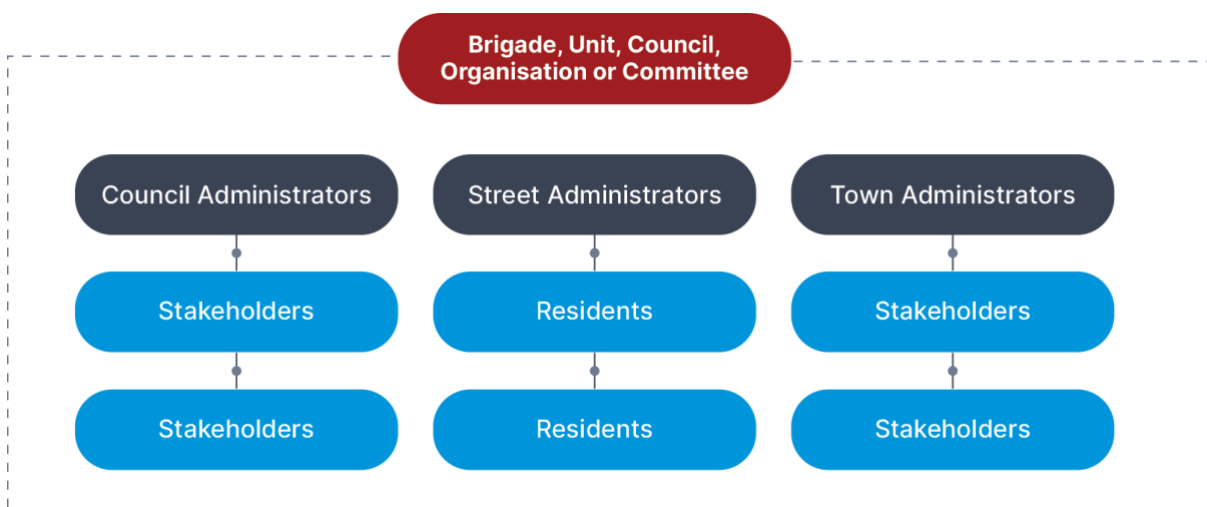 Brigade, Unit, Council,
Organisation or Committee
Council Administrators
Street Administrators
Town Administrators
Stakeholders
Residents
Stakeholders
Stakeholders
Residents
Stakeholders